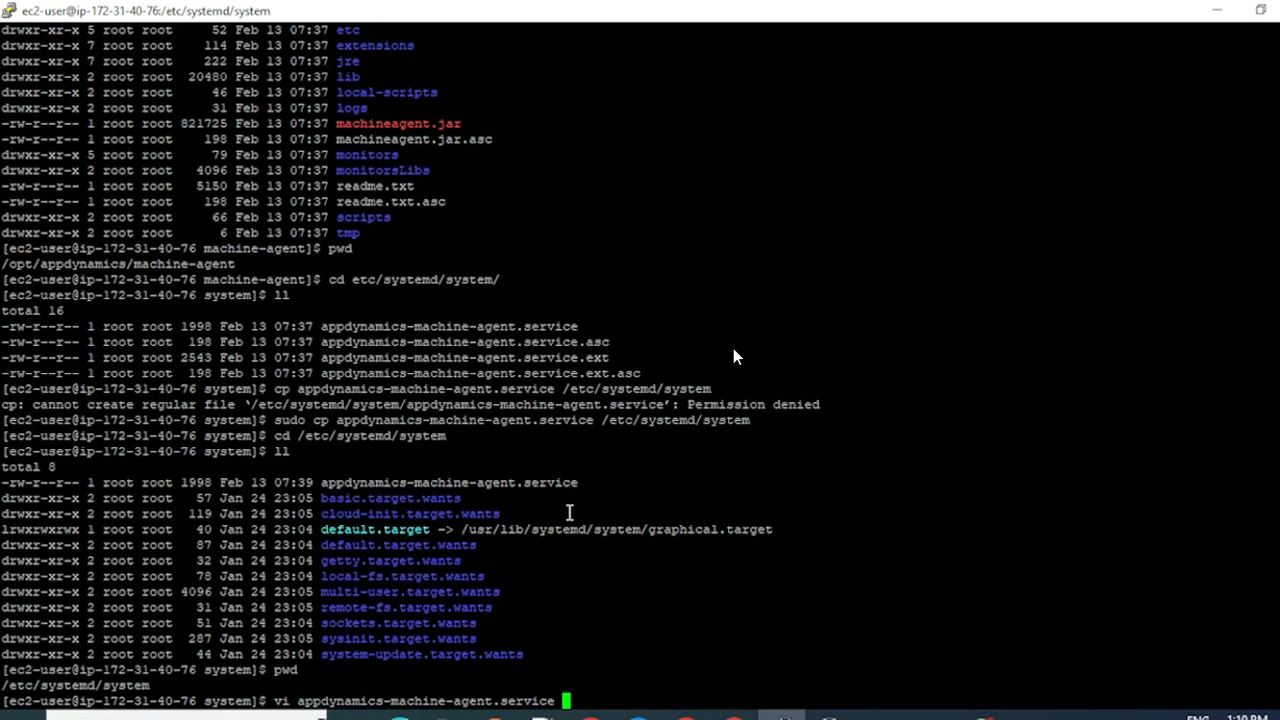 ec2-user@ip-172-31-40-76:/etc/systemd/system
drwxr-xr-x 5 root root     52 Feb 13 07:37 etc
drwxr-xr-x 7 root root    114 Feb 13 07:37 extensions
drwxr-xr-x 7 root root    222 Feb 13 07:37 jre
drwxr-xr-x 2 root root  20480 Feb 13 07:37 lib
drwxr-xr-x 2 root root     46 Feb 13 07:37 local-scripts
drwxr-xr-x 2 root root     31 Feb 13 07:37 logs
-rw-r--r-- 1 root root 821725 Feb 13 07:37 machineagent.jar
-rw-r--r-- 1 root root    198 Feb 13 07:37 machineagent.jar.asc
drwxr-xr-x 5 root root     79 Feb 13 07:37 monitors
drwxr-xr-x 2 root root   4096 Feb 13 07:37 monitorsLibs
-rw-r--r-- 1 root root   5150 Feb 13 07:37 readme.txt
-rw-r--r-- 1 root root    198 Feb 13 07:37 readme.txt.asc
drwxr-xr-x 2 root root     66 Feb 13 07:37 scripts
drwxr-xr-x 2 root root      6 Feb 13 07:37 tmp
[ec2-user@ip-172-31-40-76 machine-agent]$ pwd
/opt/appdynamics/machine-agent
[ec2-user@ip-172-31-40-76 machine-agent]$ cd etc/systemd/system/
[ec2-user@ip-172-31-40-76 system]$ ll
total 16
-rw-r--r-- 1 root root 1998 Feb 13 07:37 appdynamics-machine-agent.service
-rw-r--r-- 1 root root  198 Feb 13 07:37 appdynamics-machine-agent.service.asc
-rw-r--r-- 1 root root 2543 Feb 13 07:37 appdynamics-machine-agent.service.ext
-rw-r--r-- 1 root root  198 Feb 13 07:37 appdynamics-machine-agent.service.ext.asc
[ec2-user@ip-172-31-40-76 system]$ cp appdynamics-machine-agent.service /etc/systemd/system
cp: cannot create regular file ‘/etc/systemd/system/appdynamics-machine-agent.service’: Permission denied
[ec2-user@ip-172-31-40-76 system]$ sudo cp appdynamics-machine-agent.service /etc/systemd/system
[ec2-user@ip-172-31-40-76 system]$ cd /etc/systemd/system
[ec2-user@ip-172-31-40-76 system]$ ll
total 8
-rw-r--r-- 1 root root 1998 Feb 13 07:39 appdynamics-machine-agent.service
drwxr-xr-x 2 root root   57 Jan 24 23:05 basic.target.wants
drwxr-xr-x 2 root root  119 Jan 24 23:05 cloud-init.target.wants
lrwxrwxrwx 1 root root   40 Jan 24 23:04 default.target -> /usr/lib/systemd/system/graphical.target
drwxr-xr-x 2 root root   87 Jan 24 23:04 default.target.wants
drwxr-xr-x 2 root root   32 Jan 24 23:04 getty.target.wants
drwxr-xr-x 2 root root   78 Jan 24 23:04 local-fs.target.wants
drwxr-xr-x 2 root root 4096 Jan 24 23:05 multi-user.target.wants
drwxr-xr-x 2 root root   31 Jan 24 23:05 remote-fs.target.wants
drwxr-xr-x 2 root root   51 Jan 24 23:04 sockets.target.wants
drwxr-xr-x 2 root root  287 Jan 24 23:05 sysinit.target.wants
drwxr-xr-x 2 root root   44 Jan 24 23:04 system-update.target.wants
[ec2-user@ip-172-31-40-76 system]$ pwd
/etc/systemd/system
[ec2-user@ip-172-31-40-76 system]$ vi appdynamics-machine-agent.service
ENG 1:10 PM